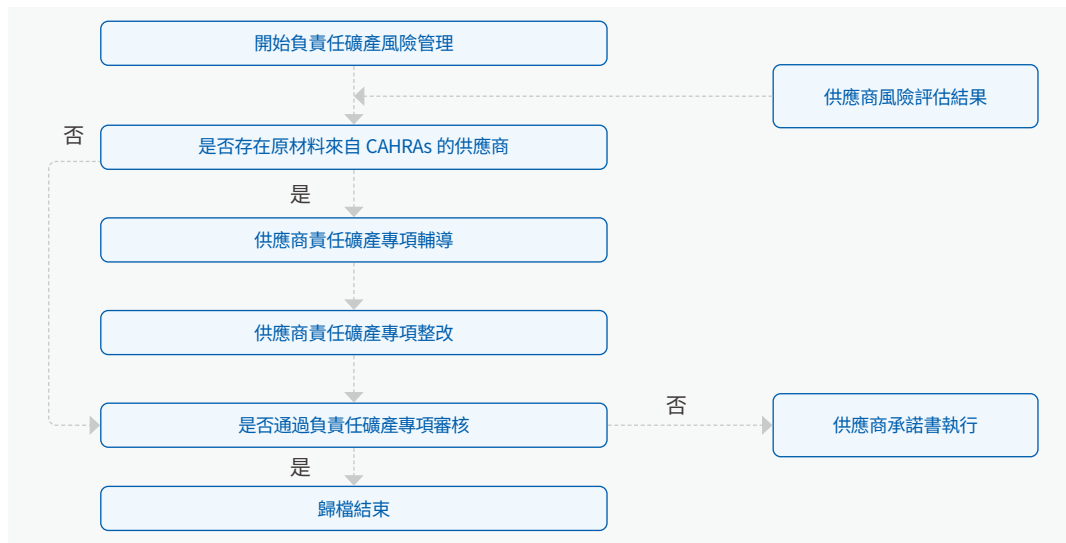 開始負責任礦產風險管理
供應商風險評估結果
否
是否存在原材料來自 CAHRAs 的供應商
是
供應商責任礦產專項輔導
供應商責任礦產專項整改
否
是否通過負責任礦產專項審核
供應商承諾書執行
是
歸檔結束